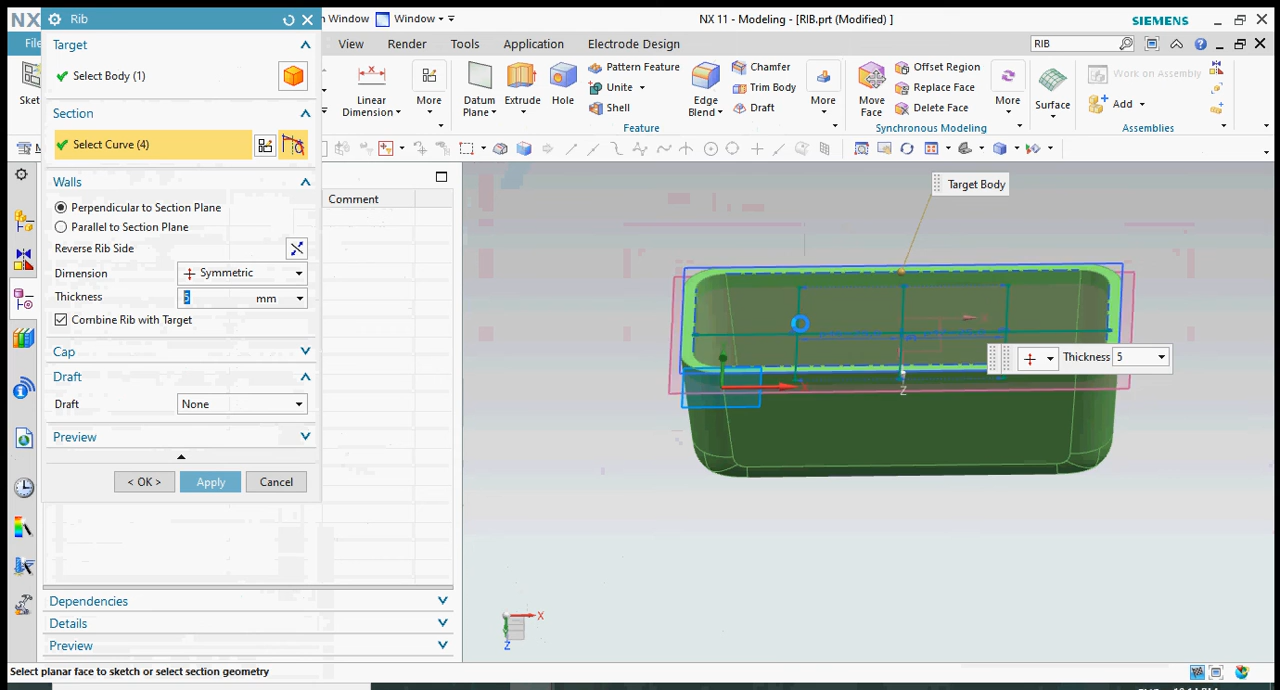 NX
Rib
n Window
Window
NX 11 - Modeling - [RIB.prt (Modified) ]
SIEMENS
File
View
Render
Tools
Application
Electrode Design
RIB
Target
Select Body (1)
Section
Select Curve (4)
Walls
Perpendicular to Section Plane
Parallel to Section Plane
Reverse Rib Side
Dimension
Symmetric
Thickness
5
mm
Combine Rib with Target
Cap
Draft
Draft
None
Preview
< OK >
Apply
Cancel
Sket
Linear
Dimension
More
Datum
Plane
Extrude
Hole
Pattern Feature
Unite
Shell
Edge
Blend
Chamfer
Trim Body
Draft
More
Feature
Move
Face
Offset Region
Replace Face
Delete Face
More
Synchronous Modeling
Surface
Work on Assembly
Add
Assemblies
M
Comment
Target Body
Thickness 5
Z
X
Z
Dependencies
Details
Preview
Select planar face to sketch or select section geometry